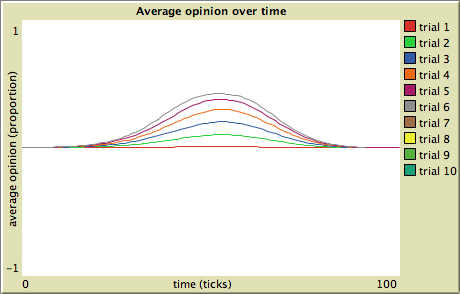 Average opinion over time
1
average opinion (proportion)
-1
0
time (ticks)
100
trial 1
trial 2
trial 3
trial 4
trial 5
trial 6
trial 7
trial 8
trial 9
trial 10